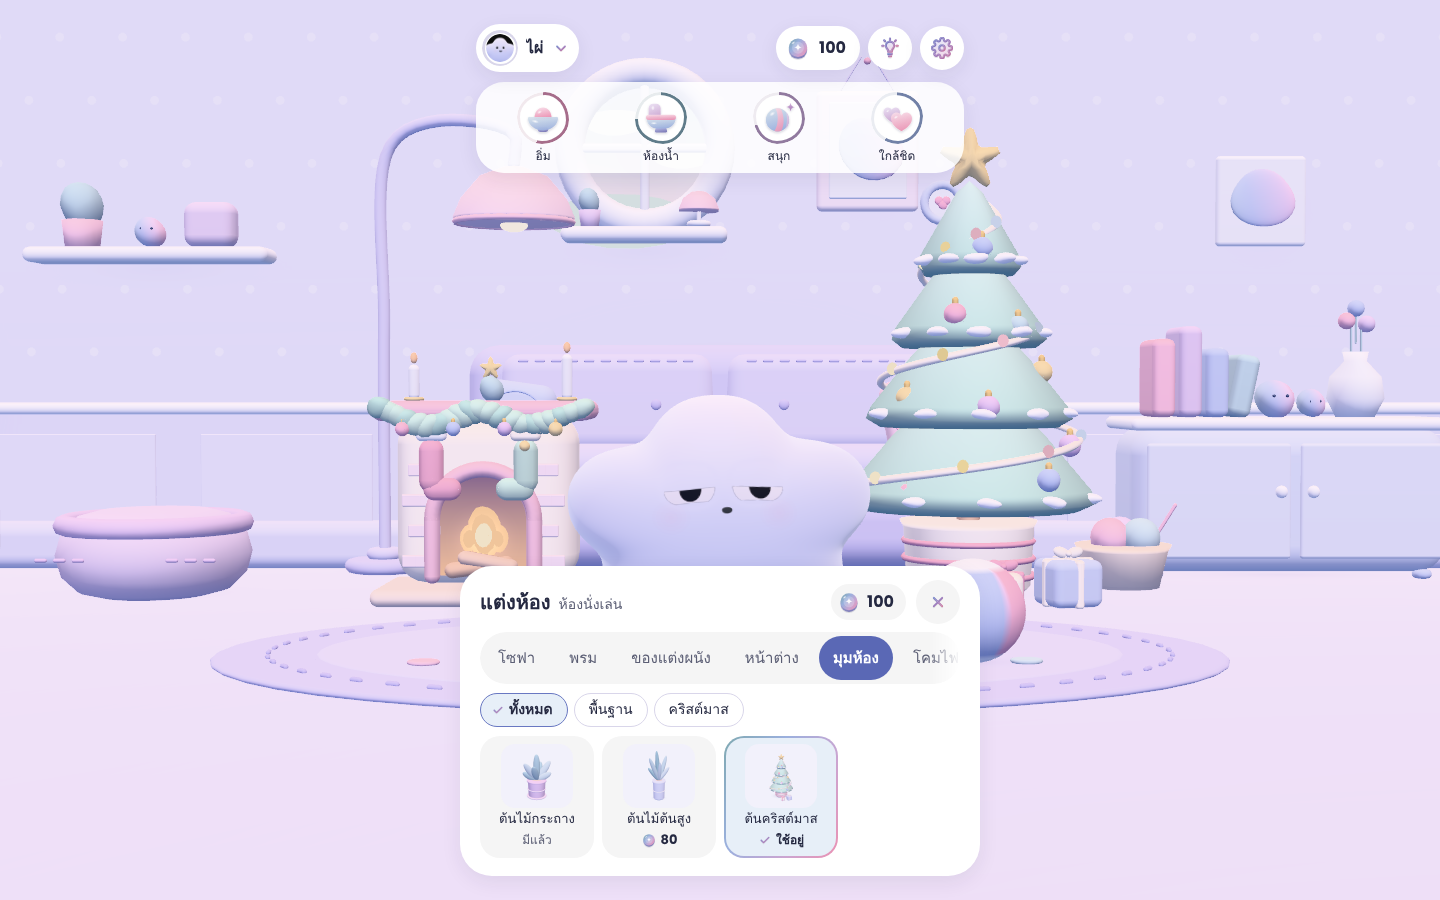 ไผ่
100
อิ่ม
ห้องน้ำ
สนุก
ใกล้ชิด
แต่งห้อง ห้องนั่งเล่น
100
โซฟา พรม ของแต่งผนัง หน้าต่าง มุมห้อง โคมไฟ
ทั้งหมด พื้นฐาน คริสต์มาส
ต้นไม้กระถาง ต้นไม้ต้นสูง ต้นคริสต์มาส
มีแล้ว 80 ใช้อยู่